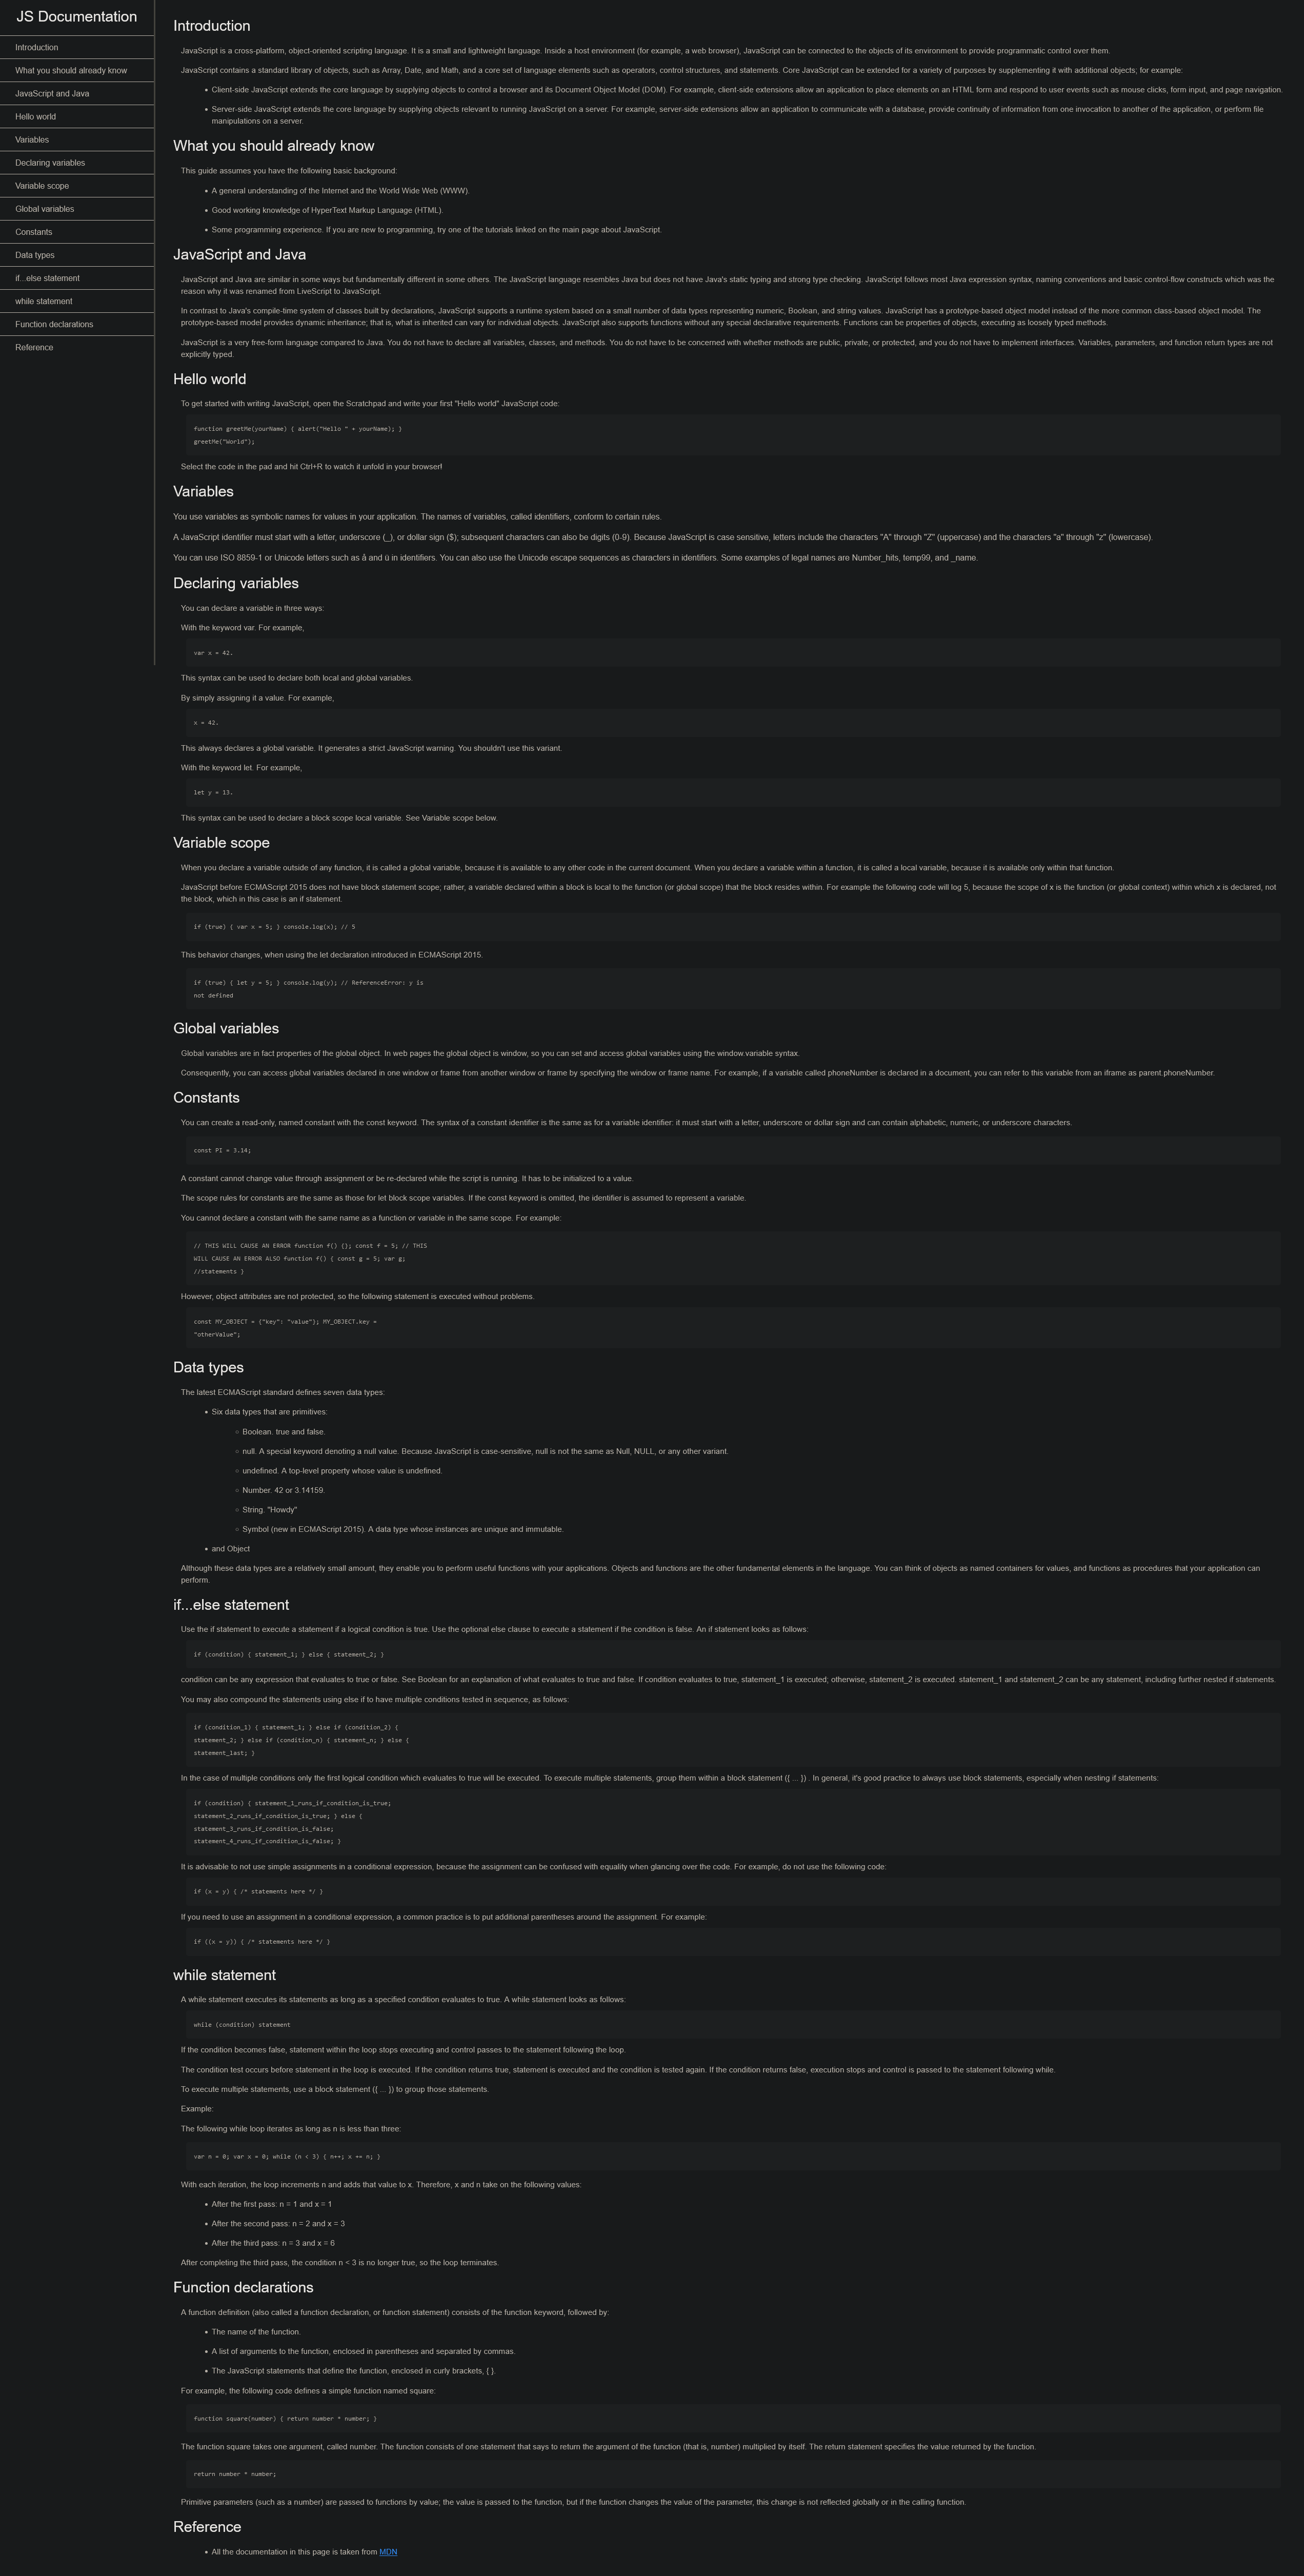 JS Documentation
Introduction
What you should already know
JavaScript and Java
Hello world
Variables
Declaring variables
Variable scope
Global variables
Constants
Data types
if...else statement
while statement
Function declarations
Reference
Introduction
JavaScript is a cross-platform, object-oriented scripting language. It is a small and lightweight language. Inside a host environment (for example, a web browser), JavaScript can be connected to the objects of its environment to provide programmatic control over them.
JavaScript contains a standard library of objects, such as Array, Date, and Math, and a core set of language elements such as operators, control structures, and statements. Core JavaScript can be extended for a variety of purposes by supplementing it with additional objects; for example:
• Client-side JavaScript extends the core language by supplying objects to control a browser and its Document Object Model (DOM). For example, client-side extensions allow an application to place elements on an HTML form and respond to user events such as mouse clicks, form input, and page navigation.
• Server-side JavaScript extends the core language by supplying objects relevant to running JavaScript on a server. For example, server-side extensions allow an application to communicate with a database, provide continuity of information from one invocation to another of the application, or perform file
manipulations on a server.
What you should already know
This guide assumes you have the following basic background:
• A general understanding of the Internet and the World Wide Web (WWW).
• Good working knowledge of HyperText Markup Language (HTML).
• Some programming experience. If you are new to programming, try one of the tutorials linked on the main page about JavaScript.
JavaScript and Java
JavaScript and Java are similar in some ways but fundamentally different in some others. The JavaScript language resembles Java but does not have Java's static typing and strong type checking. JavaScript follows most Java expression syntax, naming conventions and basic control-flow constructs which was the
reason why it was renamed from LiveScript to JavaScript.
In contrast to Java's compile-time system of classes built by declarations, JavaScript supports a runtime system based on a small number of data types representing numeric, Boolean, and string values. JavaScript has a prototype-based object model instead of the more common class-based object model. The
prototype-based model provides dynamic inheritance; that is, what is inherited can vary for individual objects. JavaScript also supports functions without any special declarative requirements. Functions can be properties of objects, executing as loosely typed methods.
JavaScript is a very free-form language compared to Java. You do not have to declare all variables, classes, and methods. You do not have to be concerned with whether methods are public, private, or protected, and you do not have to implement interfaces. Variables, parameters, and function return types are not
explicitly typed.
Hello world
To get started with writing JavaScript, open the Scratchpad and write your first "Hello world" JavaScript code:
function greetMe(yourName) { alert("Hello " + yourName); }
greetMe("World");
Select the code in the pad and hit Ctrl+R to watch it unfold in your browser!
Variables
You use variables as symbolic names for values in your application. The names of variables, called identifiers, conform to certain rules.
A JavaScript identifier must start with a letter, underscore (_), or dollar sign ($); subsequent characters can also be digits (0-9). Because JavaScript is case sensitive, letters include the characters "A" through "Z" (uppercase) and the characters "a" through "z" (lowercase).
You can use ISO 8859-1 or Unicode letters such as å and ü in identifiers. You can also use the Unicode escape sequences as characters in identifiers. Some examples of legal names are Number_hits, temp99, and _name.
Declaring variables
You can declare a variable in three ways:
With the keyword var. For example,
var x = 42.
This syntax can be used to declare both local and global variables.
By simply assigning it a value. For example,
x = 42.
This always declares a global variable. It generates a strict JavaScript warning. You shouldn't use this variant.
With the keyword let. For example,
let y = 13.
This syntax can be used to declare a block scope local variable. See Variable scope below.
Variable scope
When you declare a variable outside of any function, it is called a global variable, because it is available to any other code in the current document. When you declare a variable within a function, it is called a local variable, because it is available only within that function.
JavaScript before ECMAScript 2015 does not have block statement scope; rather, a variable declared within a block is local to the function (or global scope) that the block resides within. For example the following code will log 5, because the scope of x is the function (or global context) within which x is declared, not
the block, which in this case is an if statement.
if (true) { var x = 5; } console.log(x); // 5
This behavior changes, when using the let declaration introduced in ECMAScript 2015.
if (true) { let y = 5; } console.log(y); // ReferenceError: y is
not defined
Global variables
Global variables are in fact properties of the global object. In web pages the global object is window, so you can set and access global variables using the window.variable syntax.
Consequently, you can access global variables declared in one window or frame from another window or frame by specifying the window or frame name. For example, if a variable called phoneNumber is declared in a document, you can refer to this variable from an iframe as parent.phoneNumber.
Constants
You can create a read-only, named constant with the const keyword. The syntax of a constant identifier is the same as for a variable identifier: it must start with a letter, underscore or dollar sign and can contain alphabetic, numeric, or underscore characters.
const PI = 3.14;
A constant cannot change value through assignment or be re-declared while the script is running. It has to be initialized to a value.
The scope rules for constants are the same as those for let block scope variables. If the const keyword is omitted, the identifier is assumed to represent a variable.
You cannot declare a constant with the same name as a function or variable in the same scope. For example:
// THIS WILL CAUSE AN ERROR function f() {}; const f = 5; // THIS
WILL CAUSE AN ERROR ALSO function f() { const g = 5; var g;
//statements }
However, object attributes are not protected, so the following statement is executed without problems.
const MY_OBJECT = {"key": "value"}; MY_OBJECT.key =
"otherValue";
Data types
The latest ECMAScript standard defines seven data types:
• Six data types that are primitives:
◦ Boolean. true and false.
◦ null. A special keyword denoting a null value. Because JavaScript is case-sensitive, null is not the same as Null, NULL, or any other variant.
◦ undefined. A top-level property whose value is undefined.
◦ Number. 42 or 3.14159.
◦ String. "Howdy"
◦ Symbol (new in ECMAScript 2015). A data type whose instances are unique and immutable.
• and Object
Although these data types are a relatively small amount, they enable you to perform useful functions with your applications. Objects and functions are the other fundamental elements in the language. You can think of objects as named containers for values, and functions as procedures that your application can
perform.
if...else statement
Use the if statement to execute a statement if a logical condition is true. Use the optional else clause to execute a statement if the condition is false. An if statement looks as follows:
if (condition) { statement_1; } else { statement_2; }
condition can be any expression that evaluates to true or false. See Boolean for an explanation of what evaluates to true and false. If condition evaluates to true, statement_1 is executed; otherwise, statement_2 is executed. statement_1 and statement_2 can be any statement, including further nested if statements.
You may also compound the statements using else if to have multiple conditions tested in sequence, as follows:
if (condition_1) { statement_1; } else if (condition_2) {
statement_2; } else if (condition_n) { statement_n; } else {
statement_last; }
In the case of multiple conditions only the first logical condition which evaluates to true will be executed. To execute multiple statements, group them within a block statement ({ ... }) . In general, it's good practice to always use block statements, especially when nesting if statements:
if (condition) { statement_1_runs_if_condition_is_true;
statement_2_runs_if_condition_is_true; } else {
statement_3_runs_if_condition_is_false;
statement_4_runs_if_condition_is_false; }
It is advisable to not use simple assignments in a conditional expression, because the assignment can be confused with equality when glancing over the code. For example, do not use the following code:
if (x = y) { /* statements here */ }
If you need to use an assignment in a conditional expression, a common practice is to put additional parentheses around the assignment. For example:
if ((x = y)) { /* statements here */ }
while statement
A while statement executes its statements as long as a specified condition evaluates to true. A while statement looks as follows:
while (condition) statement
If the condition becomes false, statement within the loop stops executing and control passes to the statement following the loop.
The condition test occurs before statement in the loop is executed. If the condition returns true, statement is executed and the condition is tested again. If the condition returns false, execution stops and control is passed to the statement following while.
To execute multiple statements, use a block statement ({ ... }) to group those statements.
Example:
The following while loop iterates as long as n is less than three:
var n = 0; var x = 0; while (n < 3) { n++; x += n; }
With each iteration, the loop increments n and adds that value to x. Therefore, x and n take on the following values:
• After the first pass: n = 1 and x = 1
• After the second pass: n = 2 and x = 3
• After the third pass: n = 3 and x = 6
After completing the third pass, the condition n < 3 is no longer true, so the loop terminates.
Function declarations
A function definition (also called a function declaration, or function statement) consists of the function keyword, followed by:
• The name of the function.
• A list of arguments to the function, enclosed in parentheses and separated by commas.
• The JavaScript statements that define the function, enclosed in curly brackets, { }.
For example, the following code defines a simple function named square:
function square(number) { return number * number; }
The function square takes one argument, called number. The function consists of one statement that says to return the argument of the function (that is, number) multiplied by itself. The return statement specifies the value returned by the function.
return number * number;
Primitive parameters (such as a number) are passed to functions by value; the value is passed to the function, but if the function changes the value of the parameter, this change is not reflected globally or in the calling function.
Reference
• All the documentation in this page is taken from MDN